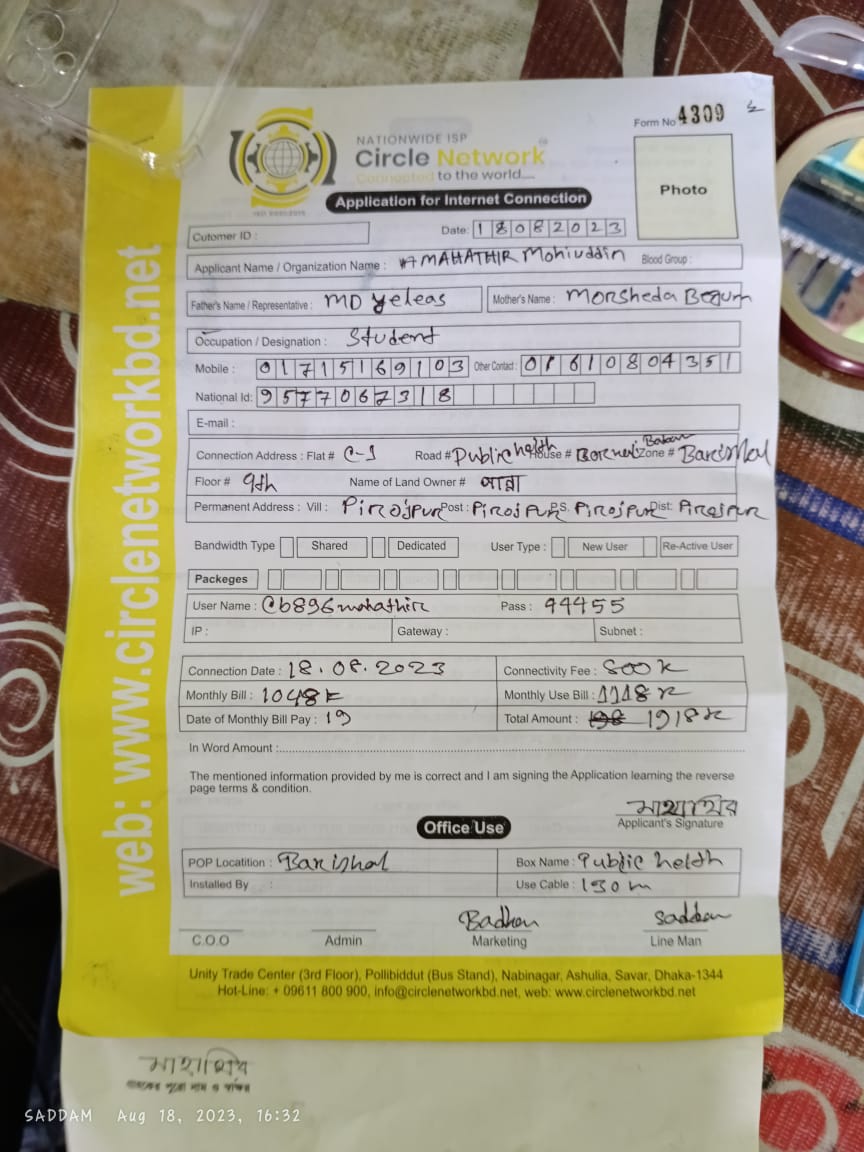 Form No 4309
NATIONWIDE ISP
Circle Network
Connected to the world....
Application for Internet Connection
Photo
web: www.circlenetworkbd.net
Cutomer ID :
Date: 18082023
Applicant Name / Organization Name : MAHATHIR Mohiuddin Blood Group :
Father's Name / Representative : MD yeleas Mother's Name : Morsheda Begum
Occupation / Designation : Student
Mobile : 01715169103 Other Contact : 01610804351
National Id: 9577067318
E-mail :
Connection Address : Flat # C-1 Road # Public helth House # Zone # Barishal
Floor # 9th Name of Land Owner # পান্না
Permanent Address : Vill : Pirojpur Post : Pirojpur P.S. Pirojpur Dist: Pirojpur
Bandwidth Type Shared Dedicated User Type : New User Re-Active User
Packeges
User Name : @b896mahathir Pass : 44455
IP : Gateway : Subnet :
Connection Date : 18.08.2023 Connectivity Fee : 800
Monthly Bill : 1048 Monthly Use Bill : 1118
Date of Monthly Bill Pay : 19 Total Amount : 1918
In Word Amount :
The mentioned information provided by me is correct and I am signing the Application learning the reverse
page terms & condition.
মাহাথির
Applicant's Signature
Office Use
POP Locatition : Barishal Box Name : Public helth
Installed By : Use Cable : 130 m
Badhon Saddam
C.O.O Admin Marketing Line Man
Unity Trade Center (3rd Floor), Pollibiddut (Bus Stand), Nabinagar, Ashulia, Savar, Dhaka-1344
Hot-Line: + 09611 800 900, info@circlenetworkbd.net, web: www.circlenetworkbd.net
মাহাথির
গ্রাহকের পুরো নাম ও স্বাক্ষর
SADDAM Aug 18, 2023, 16:32